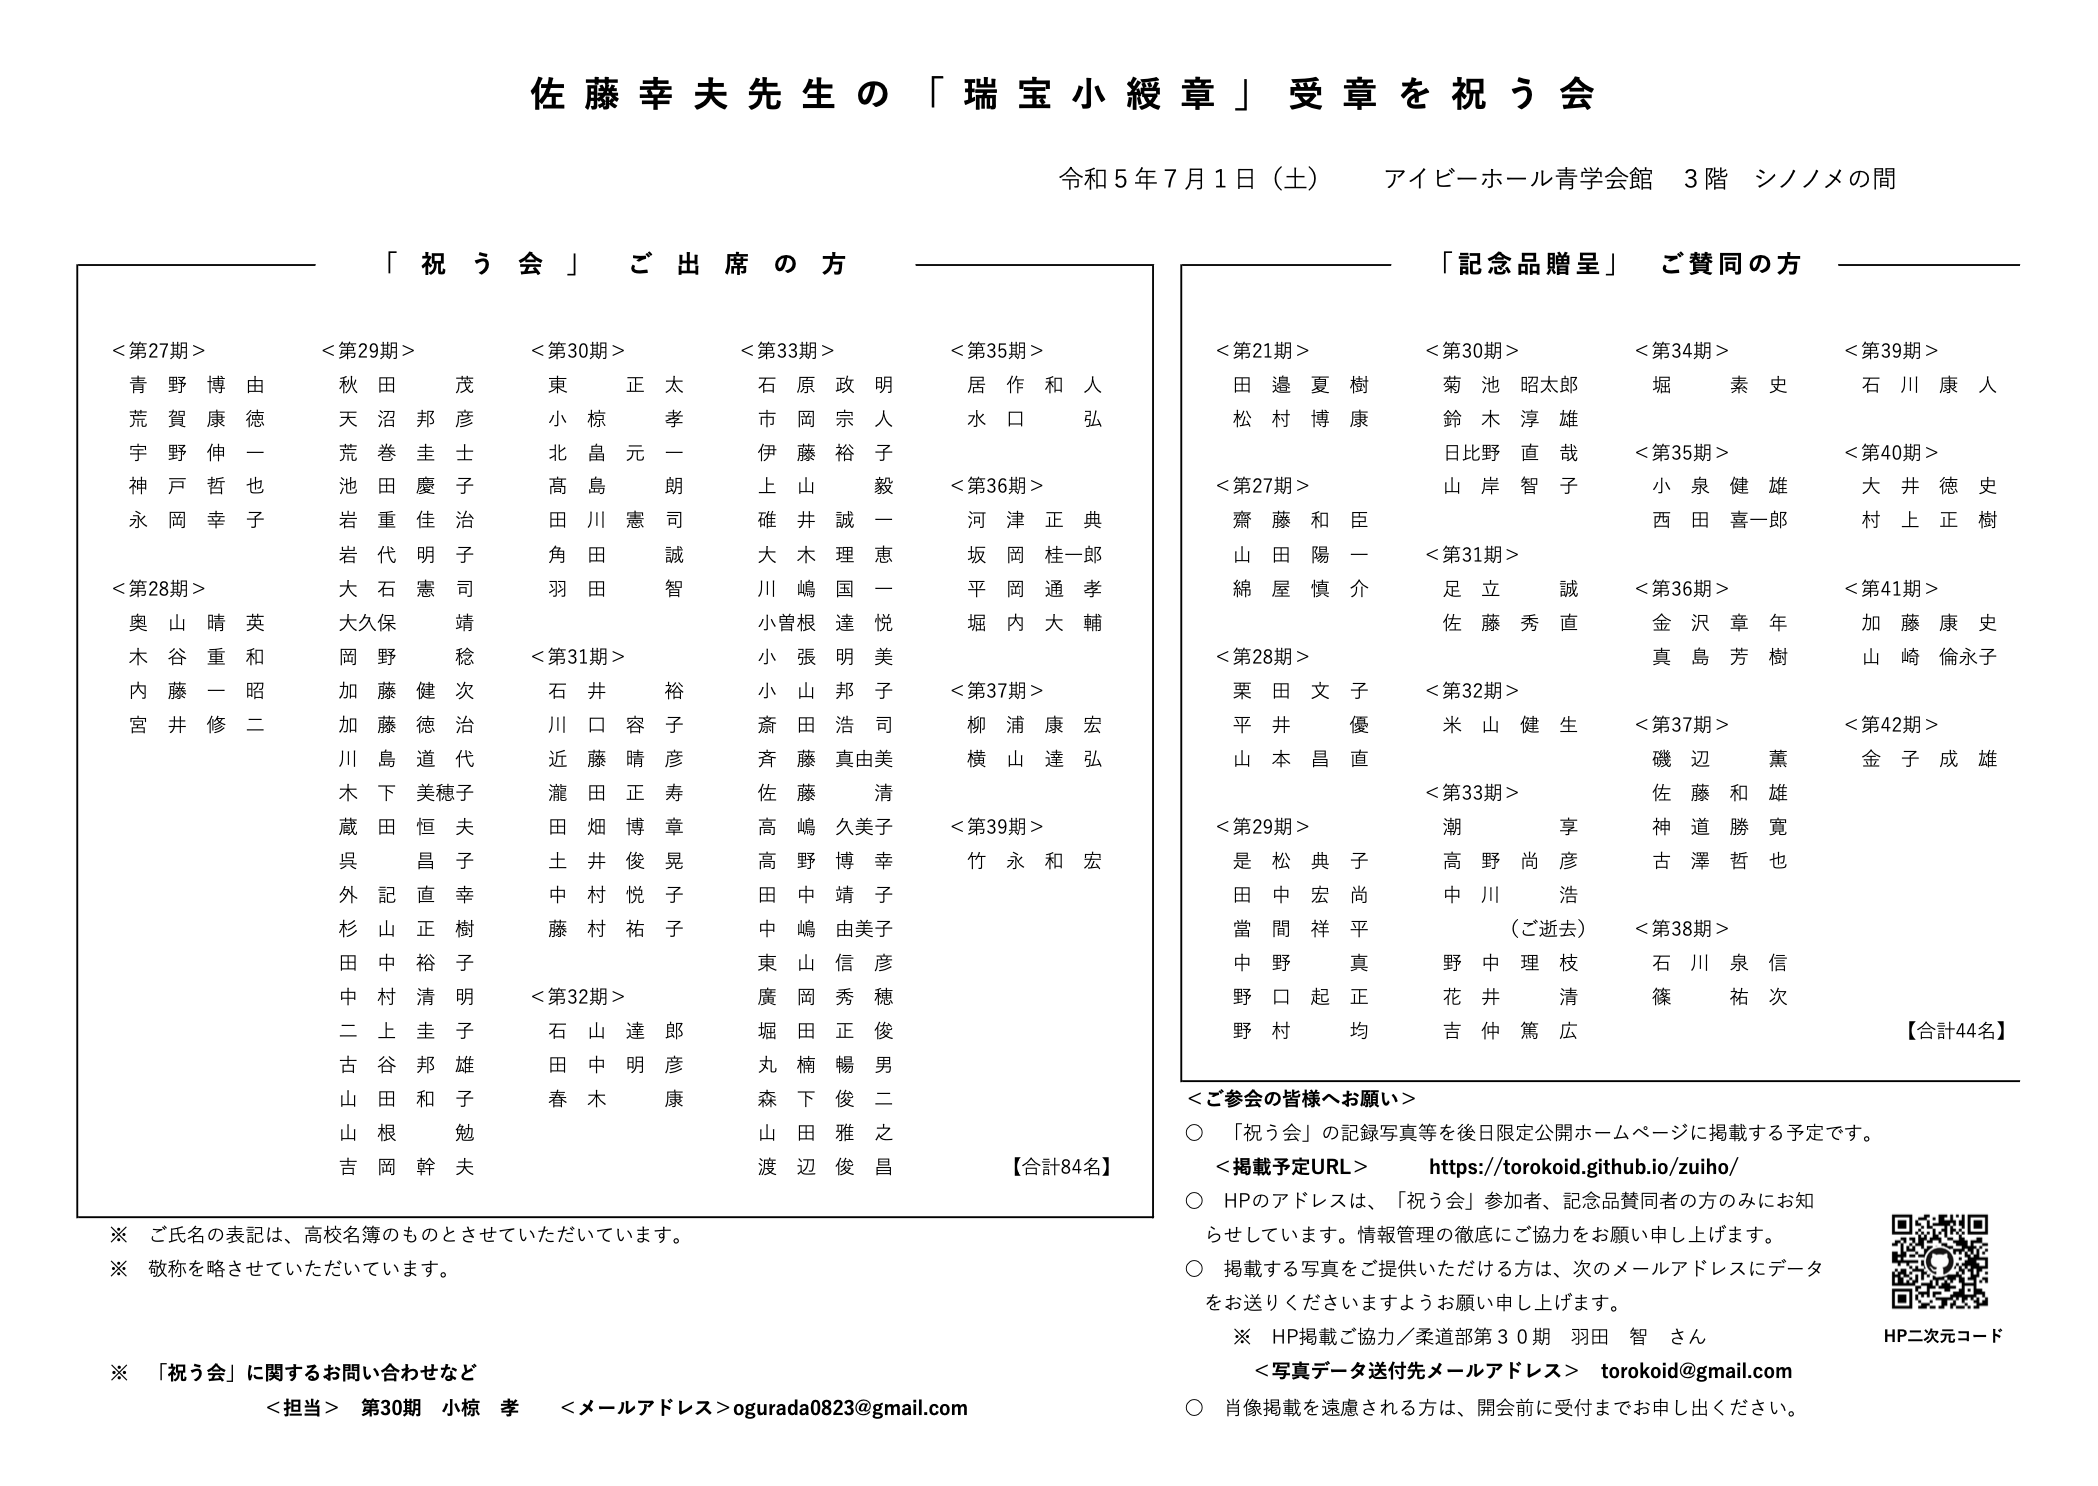 佐藤幸夫先生の「瑞宝小綬章」受章を祝う会
令和５年７月１日（土）　　アイビーホール青学会館　３階　シノノメの間
「祝う会」　ご出席の方
＜第27期＞
青野博由
荒賀康徳
宇野伸一
神戸哲也
永岡幸子
＜第28期＞
奥山晴英
木谷重和
内藤一昭
宮井修二
＜第29期＞
秋田　茂
天沼邦彦
荒巻圭士
池田慶子
岩重佳治
岩代明子
大石憲司
大久保　靖
岡野　稔
加藤健次
加藤徳治
川島道代
木下美穂子
蔵田恒夫
呉　昌子
外記直幸
杉山正樹
田中裕子
中村清明
二上圭子
古谷邦雄
山田和子
山根　勉
吉岡幹夫
＜第30期＞
東　正太
小椋　孝
北畠元一
髙島　朗
田川憲司
角田　誠
羽田　智
＜第31期＞
石井　裕
川口容子
近藤晴彦
瀧田正寿
田畑博章
土井俊晃
中村悦子
藤村祐子
＜第32期＞
石山達郎
田中明彦
春木　康
＜第33期＞
石原政明
市岡宗人
伊藤裕子
上山　毅
碓井誠一
大木理恵
川嶋国一
小曽根達悦
小張明美
小山邦子
斎田浩司
斉藤真由美
佐藤　清
高嶋久美子
高野博幸
田中靖子
中嶋由美子
東山信彦
廣岡秀穂
堀田正俊
丸楠暢男
森下俊二
山田雅之
渡辺俊昌
＜第35期＞
居作和人
水口　弘
＜第36期＞
河津正典
坂岡桂一郎
平岡通孝
堀内大輔
＜第37期＞
柳浦康宏
横山達弘
＜第39期＞
竹永和宏
【合計84名】
※　ご氏名の表記は、高校名簿のものとさせていただいています。
※　敬称を略させていただいています。
※　「祝う会」に関するお問い合わせなど
＜担当＞　第30期　小椋　孝　　＜メールアドレス＞ogurada0823@gmail.com
「記念品贈呈」　ご賛同の方
＜第21期＞
田邉夏樹
松村博康
＜第27期＞
齋藤和臣
山田陽一
綿屋慎介
＜第28期＞
栗田文子
平井　優
山本昌直
＜第29期＞
是松典子
田中宏尚
當間祥平
中野　真
野口起正
野村　均
＜第30期＞
菊池昭太郎
鈴木淳雄
日比野直哉
山岸智子
＜第31期＞
足立　誠
佐藤秀直
＜第32期＞
米山健生
＜第33期＞
潮　享
高野尚彦
中川　浩
（ご逝去）
野中理枝
花井　清
吉仲篤広
＜第34期＞
堀　素史
＜第35期＞
小泉健雄
西田喜一郎
＜第36期＞
金沢章年
真島芳樹
＜第37期＞
磯辺　薫
佐藤和雄
神道勝寛
古澤哲也
＜第38期＞
石川泉信
篠　祐次
＜第39期＞
石川康人
＜第40期＞
大井徳史
村上正樹
＜第41期＞
加藤康史
山崎倫永子
＜第42期＞
金子成雄
【合計44名】
＜ご参会の皆様へお願い＞
○　「祝う会」の記録写真等を後日限定公開ホームページに掲載する予定です。
＜掲載予定URL＞　　　https://torokoid.github.io/zuiho/
○　HPのアドレスは、「祝う会」参加者、記念品賛同者の方のみにお知
らせしています。情報管理の徹底にご協力をお願い申し上げます。
○　掲載する写真をご提供いただける方は、次のメールアドレスにデータ
をお送りくださいますようお願い申し上げます。
※　HP掲載ご協力／柔道部第３０期　羽田　智　さん
＜写真データ送付先メールアドレス＞　torokoid@gmail.com
○　肖像掲載を遠慮される方は、開会前に受付までお申し出ください。
HP二次元コード